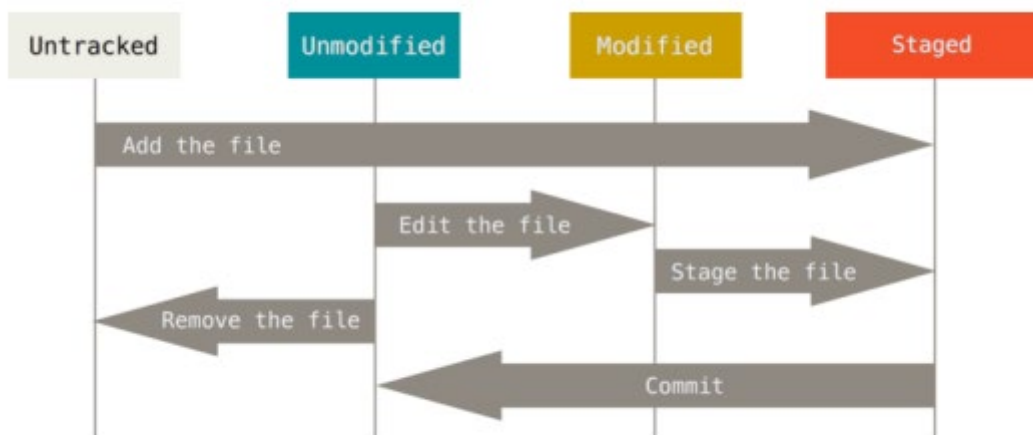 Untracked
Unmodified
Modified
Staged
Add the file
Edit the file
Stage the file
Remove the file
Commit